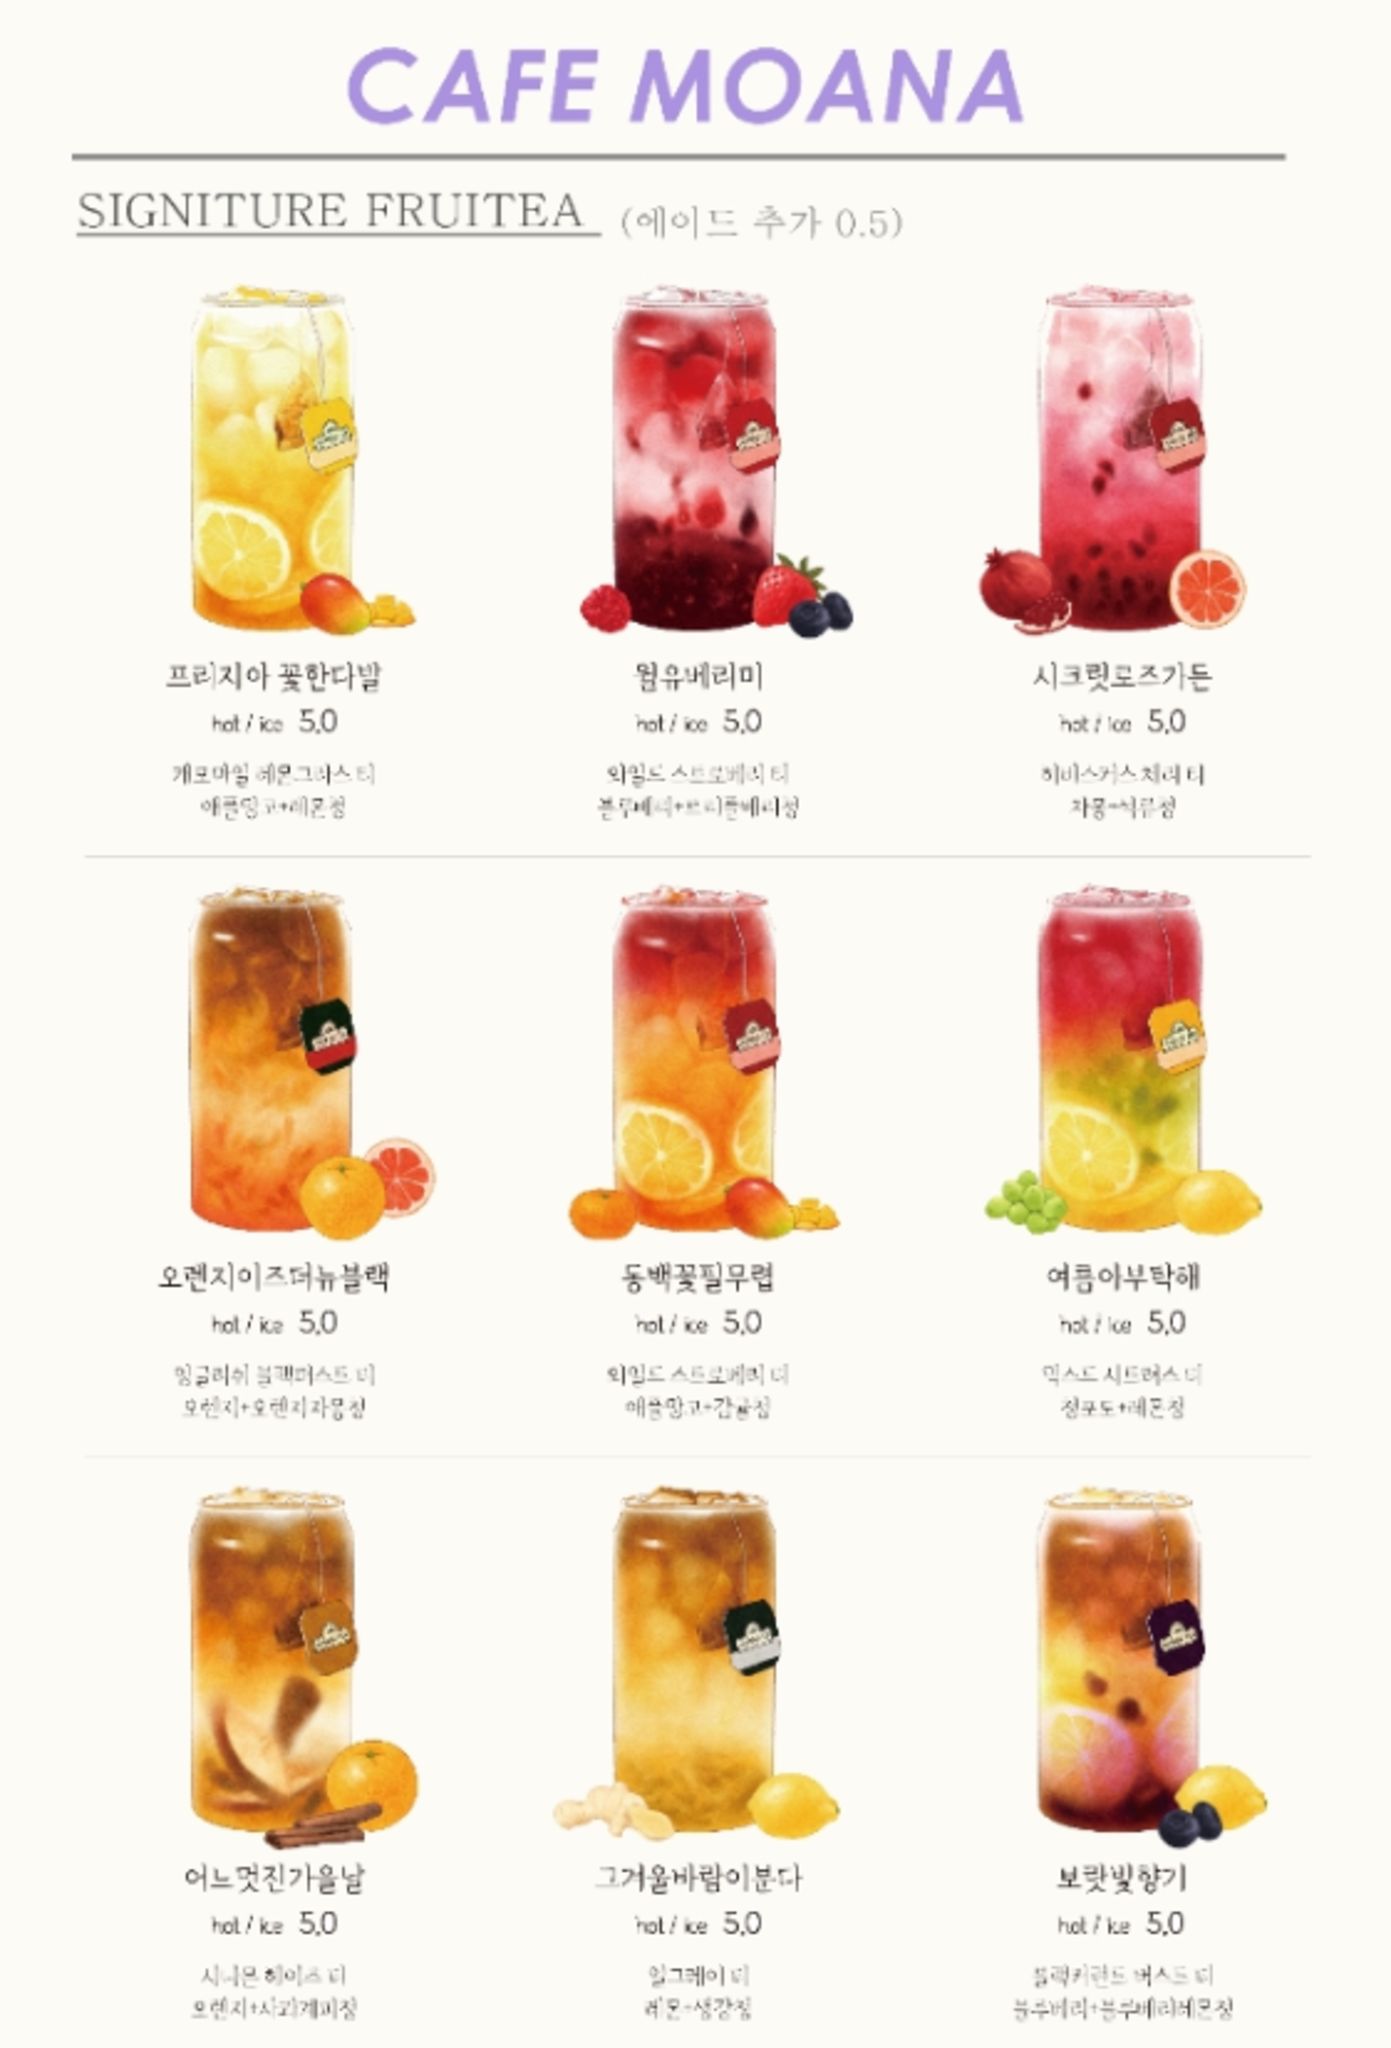 CAFE MOANA
SIGNITURE FRUITEA (에이드 추가 0.5)
프리지아 꽃한다발
hot / ice 5.0
캐모마일 레몬그라스 티
애플망고+레몬청
윌유베리미
hot / ice 5.0
와일드 스트로베리 티
블루베리+트리플베리청
시크릿로즈가든
hot / ice 5.0
히비스커스 체리 티
자몽+석류청
오렌지이즈더뉴블랙
hot / ice 5.0
잉글리쉬 블랙퍼스트 티
오렌지+오렌지자몽청
동백꽃필무렵
hot / ice 5.0
와일드 스트로베리 티
애플망고+감귤청
여름아부탁해
hot / ice 5.0
믹스드 시트러스 티
청포도+레몬청
어느멋진가을날
hot / ice 5.0
시나몬 헤이즈 티
오렌지+사과계피청
그겨울바람이분다
hot / ice 5.0
얼그레이 티
레몬+생강청
보랏빛향기
hot / ice 5.0
블랙커런트 버스트 티
블루베리+블루베리레몬청